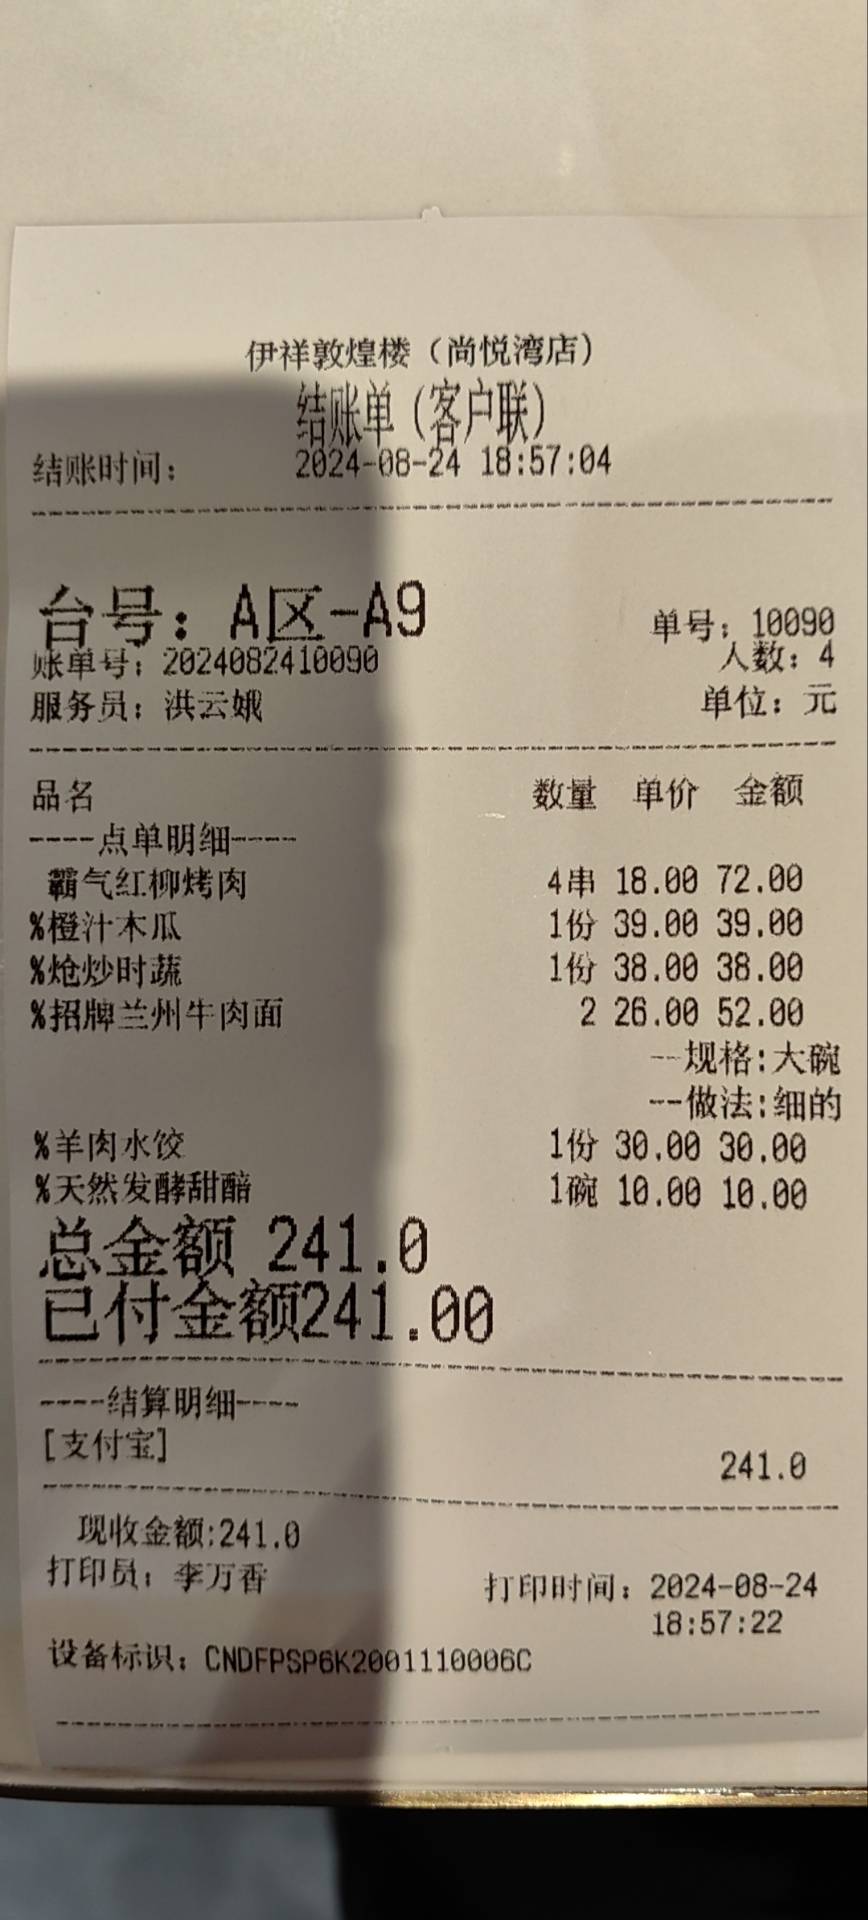 伊祥敦煌楼（尚悦湾店）
结账单（客户联）
结账时间： 2024-08-24 18:57:04
台号：A区-A9 单号：10090
账单号：2024082410090 人数：4
服务员：洪云娥 单位：元
品名 数量 单价 金额
----点单明细----
霸气红柳烤肉 4串 18.00 72.00
%橙汁木瓜 1份 39.00 39.00
%炝炒时蔬 1份 38.00 38.00
%招牌兰州牛肉面 2 26.00 52.00
--规格:大碗
--做法:细的
%羊肉水饺 1份 30.00 30.00
%天然发酵甜醅 1碗 10.00 10.00
总金额 241.0
已付金额241.00
----结算明细----
[支付宝] 241.0
现收金额:241.0
打印员：李万香 打印时间：2024-08-24
18:57:22
设备标识：CNDFPSP6K2001110006C